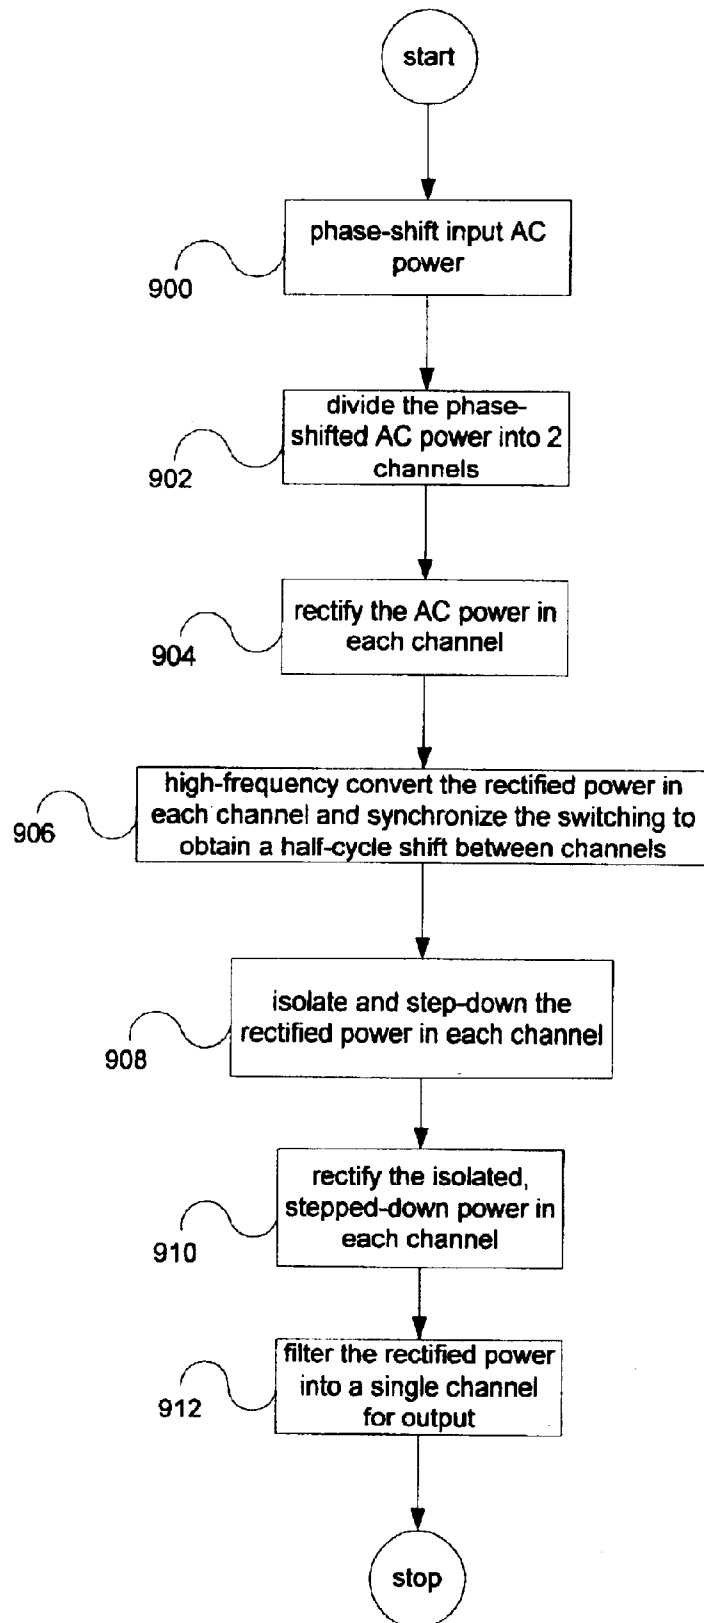 start
phase-shift input AC
power
900
divide the phase-
shifted AC power into 2
channels
902
rectify the AC power in
each channel
904
high-frequency convert the rectified power in
each channel and synchronize the switching to
obtain a half-cycle shift between channels
906
isolate and step-down the
rectified power in each channel
908
rectify the isolated,
stepped-down power in
each channel
910
filter the rectified power
into a single channel
for output
912
stop